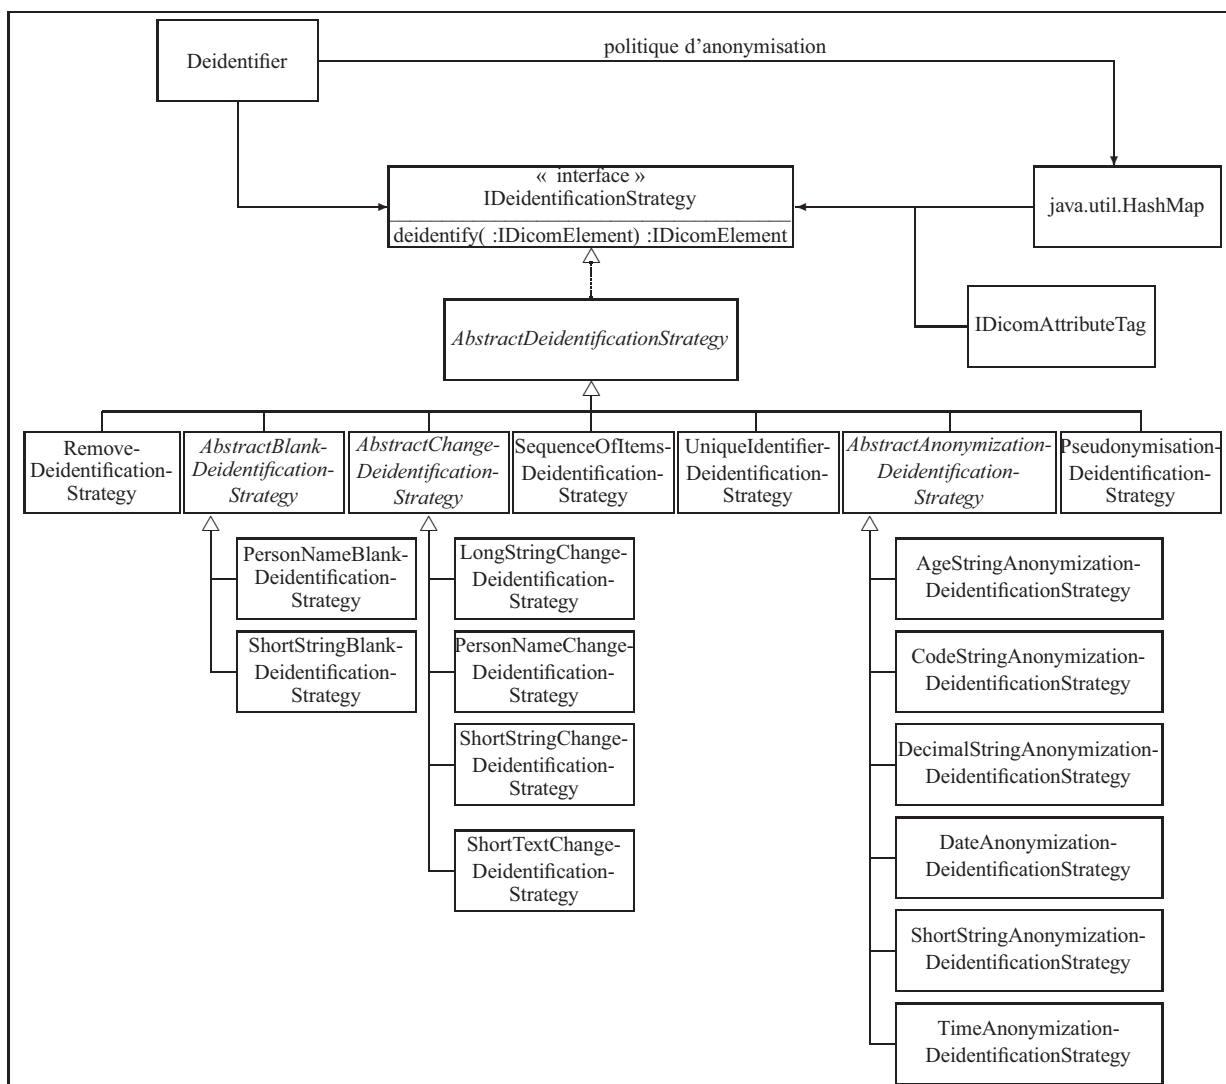 politique d'anonymisation
Deidentifier
« interface »
IDeidentificationStrategy
deidentify( :IDicomElement) :IDicomElement
java.util.HashMap
IDicomAttributeTag
AbstractDeidentificationStrategy
Remove-
Deidentification-
Strategy
AbstractBlank-
Deidentification-
Strategy
AbstractChange-
Deidentification-
Strategy
SequenceOfItems-
Deidentification-
Strategy
UniqueIdentifier-
Deidentification-
Strategy
AbstractAnonymization-
Deidentification-
Strategy
Pseudonymisation-
Deidentification-
Strategy
PersonNameBlank-
Deidentification-
Strategy
ShortStringBlank-
Deidentification-
Strategy
LongStringChange-
Deidentification-
Strategy
PersonNameChange-
Deidentification-
Strategy
ShortStringChange-
Deidentification-
Strategy
ShortTextChange-
Deidentification-
Strategy
AgeStringAnonymization-
DeidentificationStrategy
CodeStringAnonymization-
DeidentificationStrategy
DecimalStringAnonymization-
DeidentificationStrategy
DateAnonymization-
DeidentificationStrategy
ShortStringAnonymization-
DeidentificationStrategy
TimeAnonymization-
DeidentificationStrategy